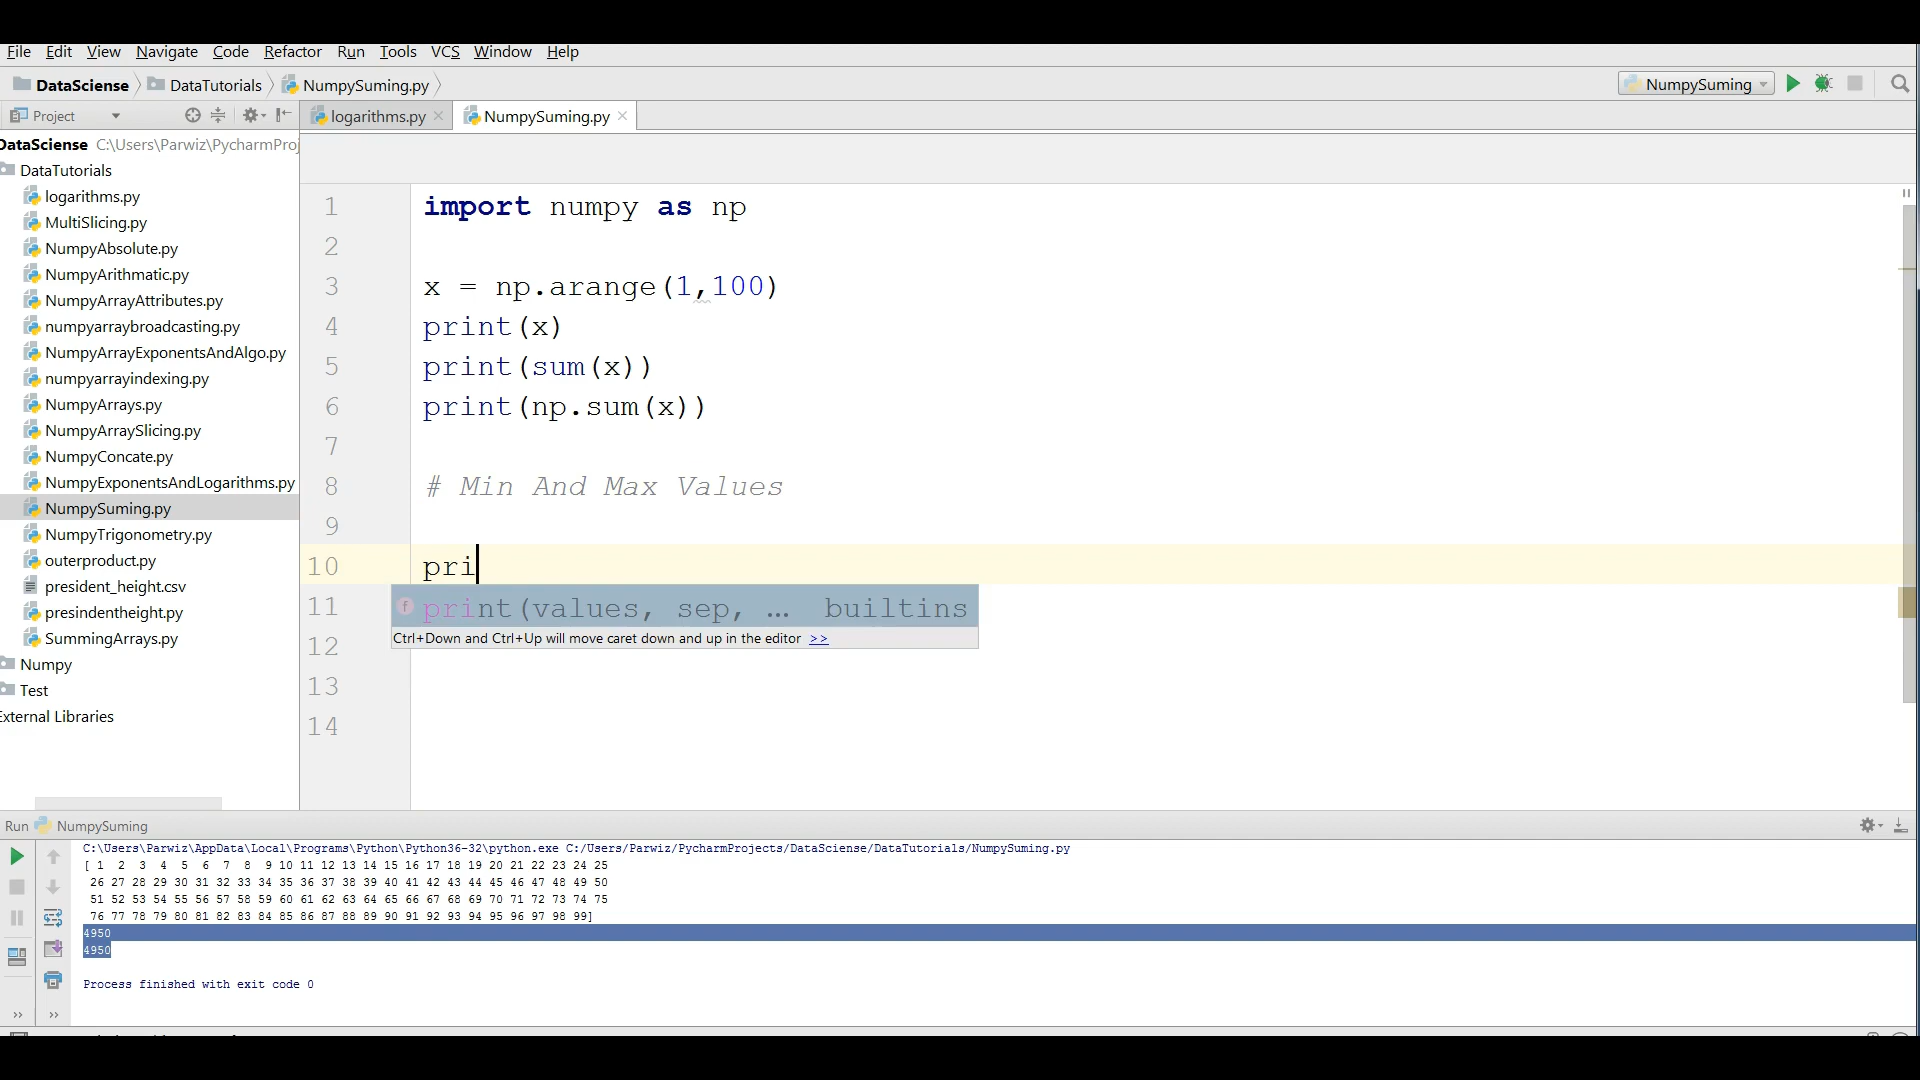 File Edit View Navigate Code Refactor Run Tools VCS Window Help
DataSciense DataTutorials NumpySuming.py NumpySuming
Project logarithms.py NumpySuming.py
DataSciense C:\Users\Parwiz\PycharmProj
DataTutorials
logarithms.py
MultiSlicing.py
NumpyAbsolute.py
NumpyArithmatic.py
NumpyArrayAttributes.py
numpyarraybroadcasting.py
NumpyArrayExponentsAndAlgo.py
numpyarrayindexing.py
NumpyArrays.py
NumpyArraySlicing.py
NumpyConcate.py
NumpyExponentsAndLogarithms.py
NumpySuming.py
NumpyTrigonometry.py
outerproduct.py
president_height.csv
presindentheight.py
SummingArrays.py
Numpy
Test
External Libraries
1 import numpy as np
2
3 x = np.arange(1,100)
4 print(x)
5 print(sum(x))
6 print(np.sum(x))
7
8 # Min And Max Values
9
10 pri
11
12
13
14
f print(values, sep, … builtins
Ctrl+Down and Ctrl+Up will move caret down and up in the editor >>
Run NumpySuming
C:\Users\Parwiz\AppData\Local\Programs\Python\Python36-32\python.exe C:/Users/Parwiz/PycharmProjects/DataSciense/DataTutorials/NumpySuming.py
[ 1 2 3 4 5 6 7 8 9 10 11 12 13 14 15 16 17 18 19 20 21 22 23 24 25
26 27 28 29 30 31 32 33 34 35 36 37 38 39 40 41 42 43 44 45 46 47 48 49 50
51 52 53 54 55 56 57 58 59 60 61 62 63 64 65 66 67 68 69 70 71 72 73 74 75
76 77 78 79 80 81 82 83 84 85 86 87 88 89 90 91 92 93 94 95 96 97 98 99]
4950
4950
Process finished with exit code 0